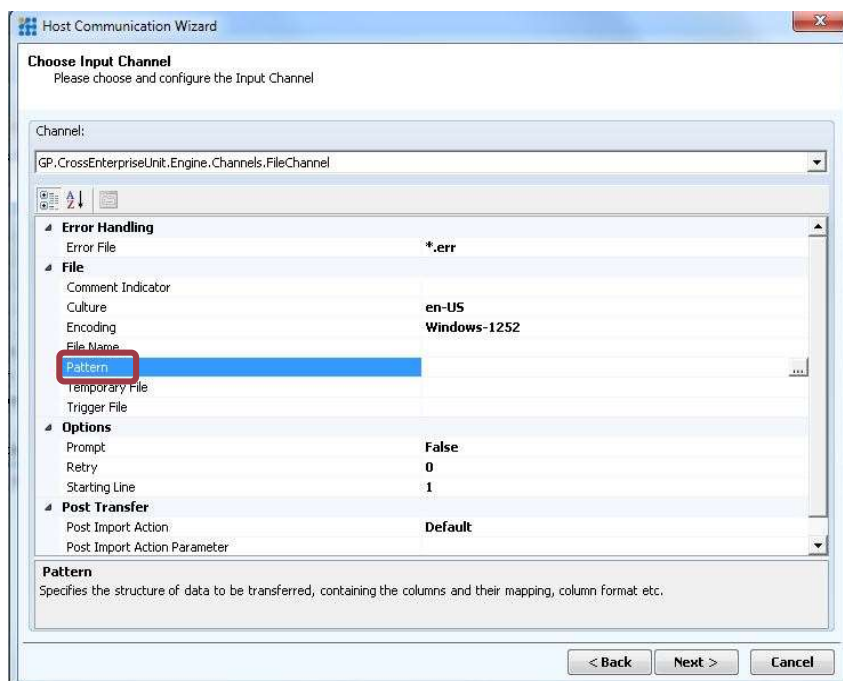 Host Communication Wizard
X
Choose Input Channel
Please choose and configure the Input Channel
Channel:
GP.CrossEnterpriseUnit.Engine.Channels.FileChannel
Error Handling
Error File *.err
File
Comment Indicator
Culture en-US
Encoding Windows-1252
File Name
Pattern ...
Temporary File
Trigger File
Options
Prompt False
Retry 0
Starting Line 1
Post Transfer
Post Import Action Default
Post Import Action Parameter
Pattern
Specifies the structure of data to be transferred, containing the columns and their mapping, column format etc.
< Back Next > Cancel